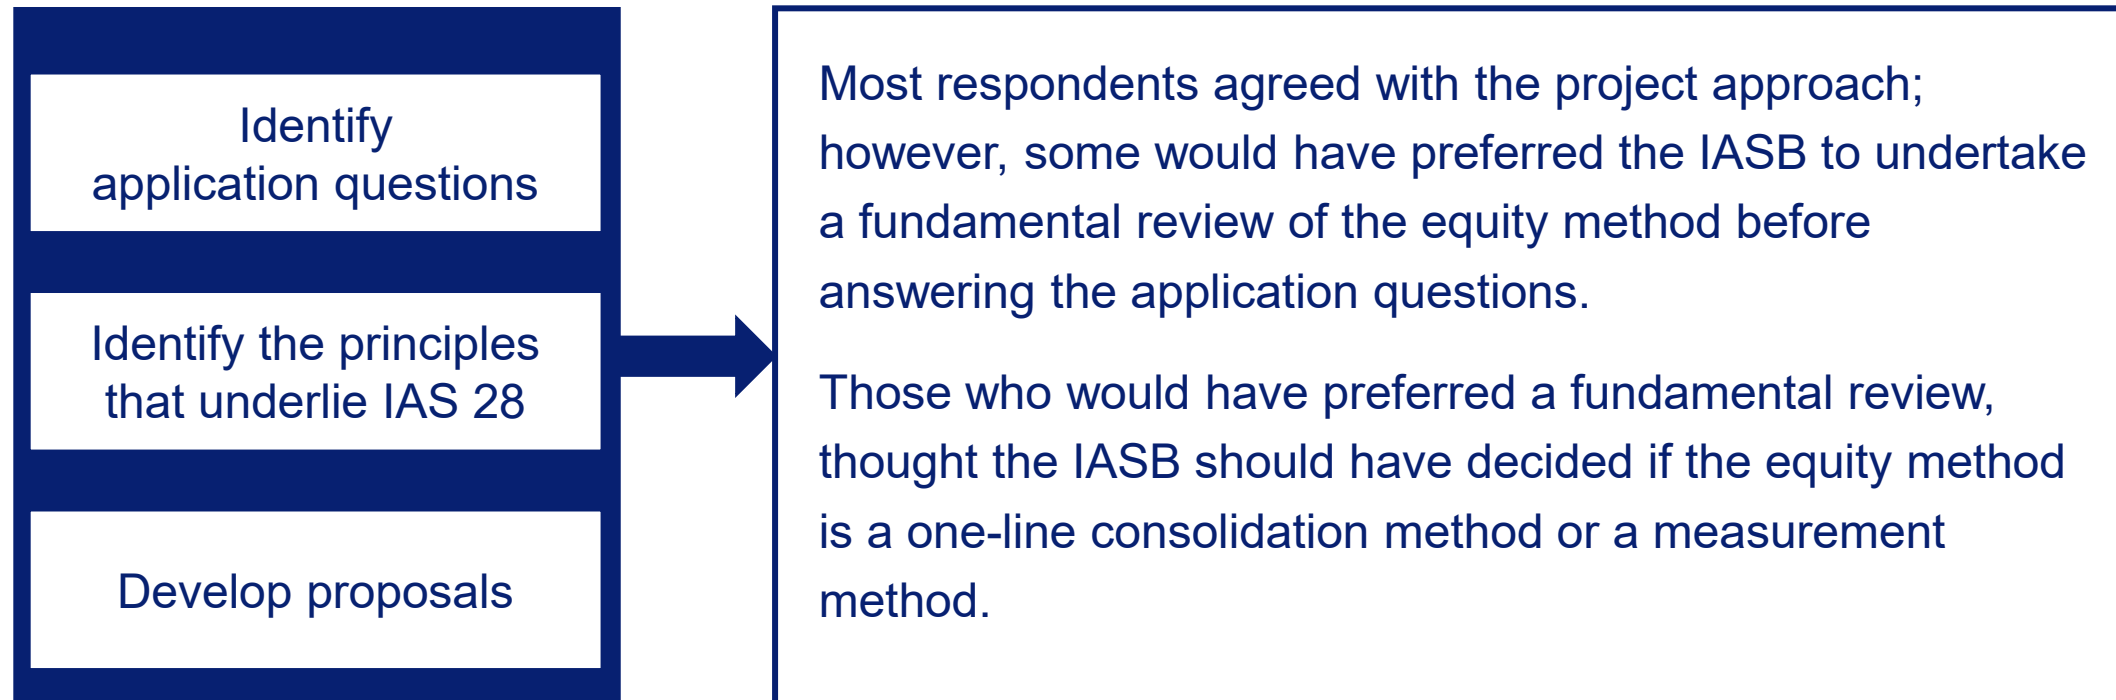 Identify
application questions
Identify the principles
that underlie IAS 28
Develop proposals
Most respondents agreed with the project approach;
however, some would have preferred the IASB to undertake
a fundamental review of the equity method before
answering the application questions.
Those who would have preferred a fundamental review,
thought the IASB should have decided if the equity method
is a one-line consolidation method or a measurement
method.